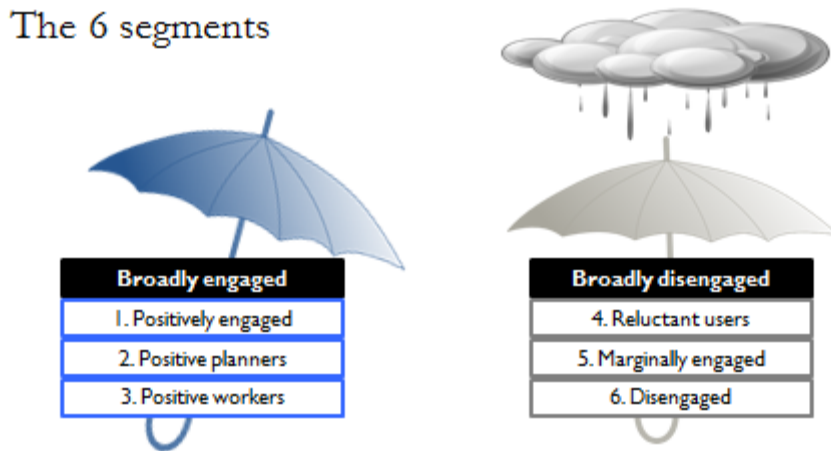 The 6 segments
Broadly engaged
1. Positively engaged
2. Positive planners
3. Positive workers
Broadly disengaged
4. Reluctant users
5. Marginally engaged
6. Disengaged